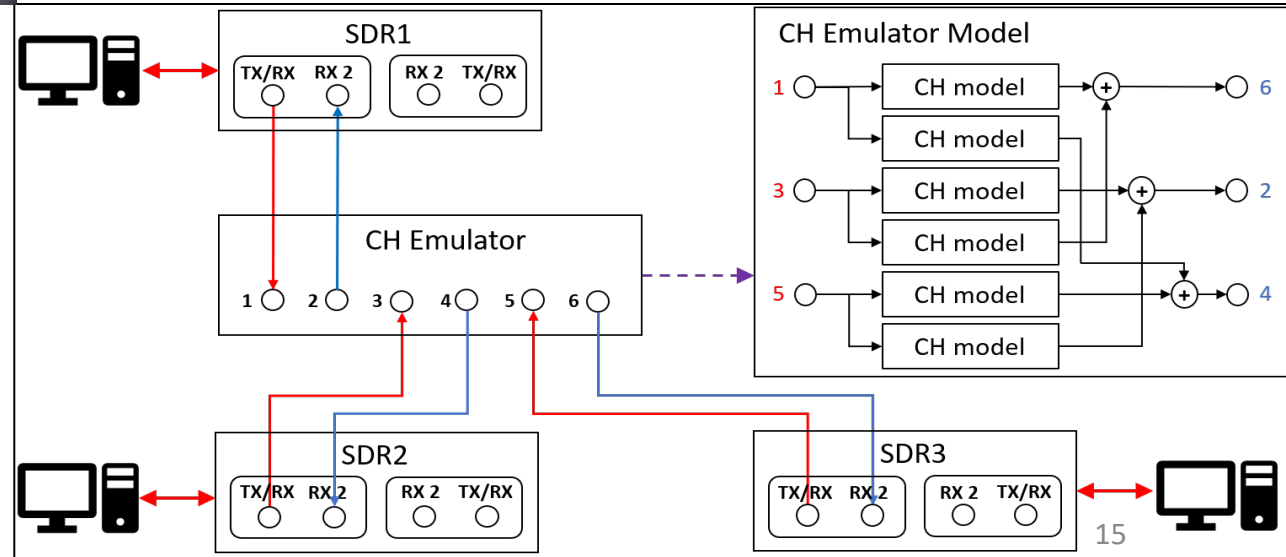 SDR1
TX/RX RX 2 RX 2 TX/RX
CH Emulator
1 2 3 4 5 6
SDR2
TX/RX RX 2 RX 2 TX/RX
SDR3
TX/RX RX 2 RX 2 TX/RX
CH Emulator Model
1 CH model + 6
CH model
3 CH model + 2
CH model
5 CH model + 4
CH model
15